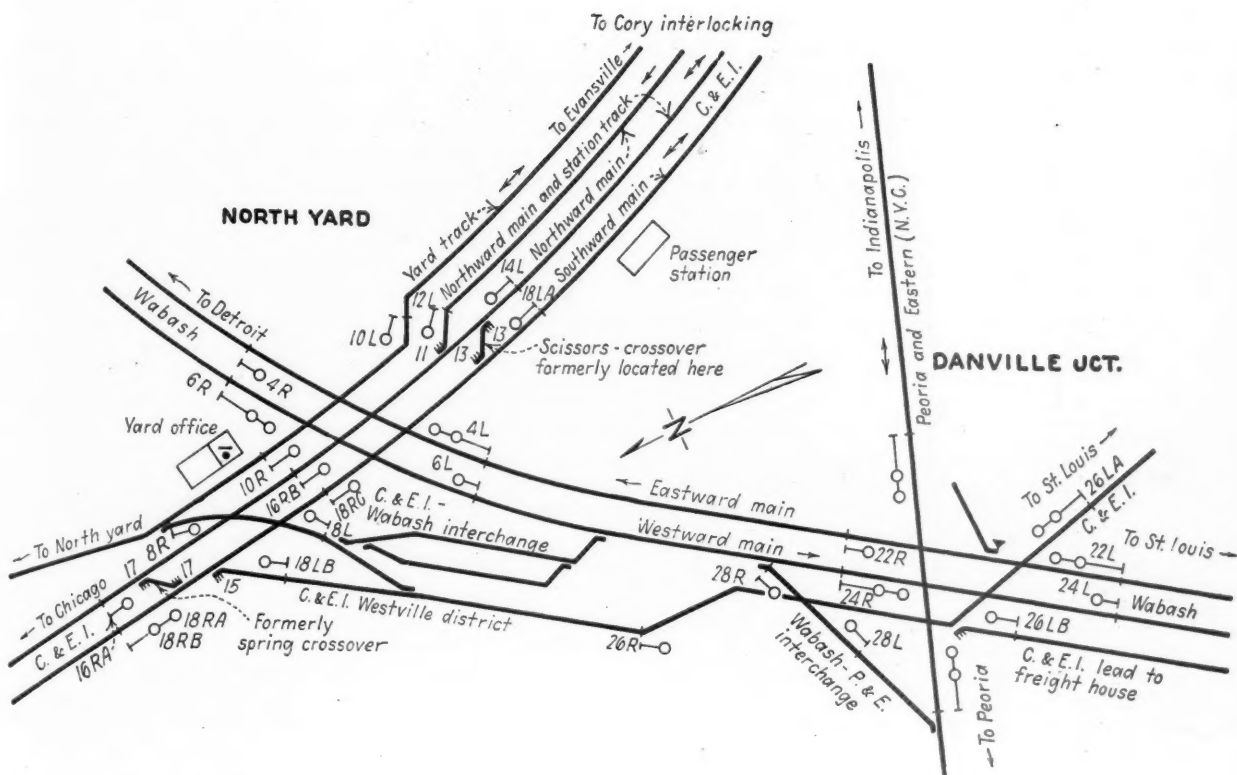 To Cory interlocking
To Evansville
C. & E. I.
NORTH YARD
Yard track
Northward main and station track
Northward main
Southward main
Passenger
station
To Indianapolis
Peoria and Eastern (N.Y.C.)
To Detroit
Wabash
12L
14L
18LA
10L
11
13
13
Scissors - crossover
formerly located here
DANVILLE JCT.
6R
4R
N
Yard office
4L
6L
10R
16RB
18RC
C. & E.I.-
Wabash interchange
Eastward main
Westward main
To St. Louis
26LA
C. & E.I.
To North yard
8R
8L
22R
22L
To St. louis
17
17
15
18LB
C. & E.I. Westville district
28R
24R
24L
Wabash
To Chicago
C. & E.I.
16RA
18RA
18RB
Formerly
spring crossover
26R
28L
26LB
Wabash-P. & E.
interchange
C. & E.I. lead to
freight house
To Peoria